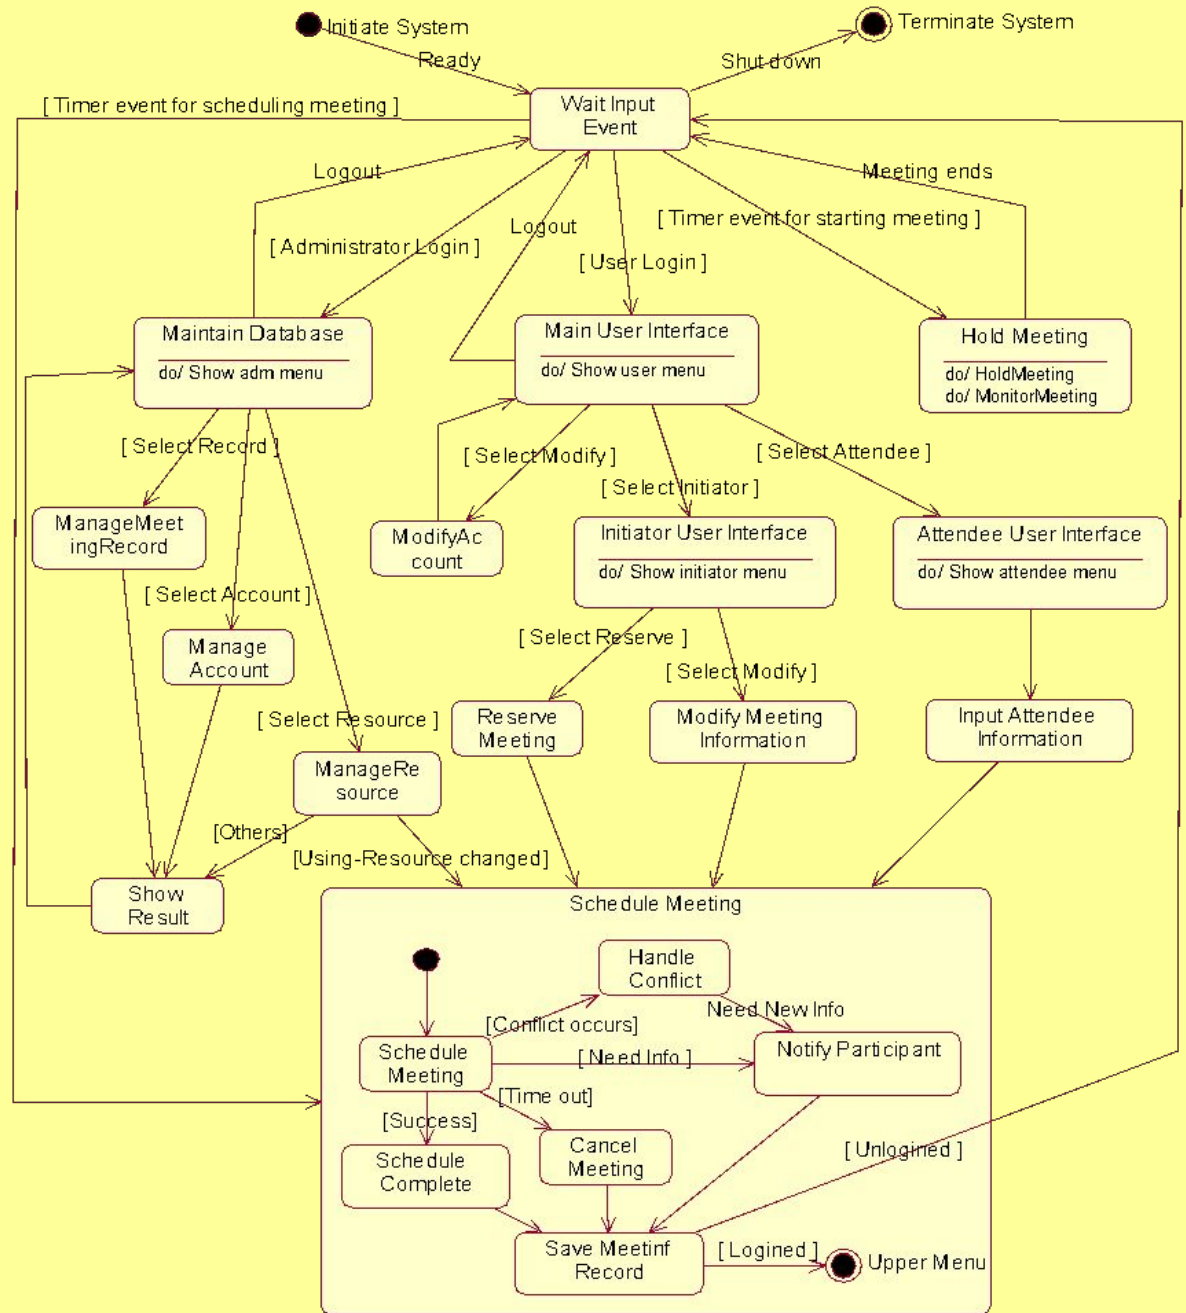 Initiate System
Terminate System
Ready
Shut down
[ Timer event for scheduling meeting ]
Wait Input
Event
Logout
Meeting ends
Logout
[ Timer event for starting meeting ]
[ Administrator Login ]
[ User Login ]
Maintain Database
do/ Show adm menu
Main User Interface
do/ Show user menu
Hold Meeting
do/ HoldMeeting
do/ MonitorMeeting
[ Select Record ]
[ Select Modify ]
[ Select Attendee ]
[ Select Initiator ]
ManageMeet
ingRecord
ModifyAc
count
Initiator User Interface
do/ Show initiator menu
Attendee User Interface
do/ Show attendee menu
[ Select Account ]
Manage
Account
[ Select Reserve ]
[ Select Modify ]
[ Select Resource ]
Reserve
Meeting
Modify Meeting
Information
Input Attendee
Information
ManageRe
source
[Others]
[Using-Resource changed]
Show
Result
Schedule Meeting
Handle
Conflict
[Conflict occurs]
Need New Info
Schedule
Meeting
[ Need Info ]
Notify Participant
[Time out]
[Success]
Cancel
Meeting
[ Unlogined ]
Schedule
Complete
Save Meetinf
Record
[ Logined ]
Upper Menu